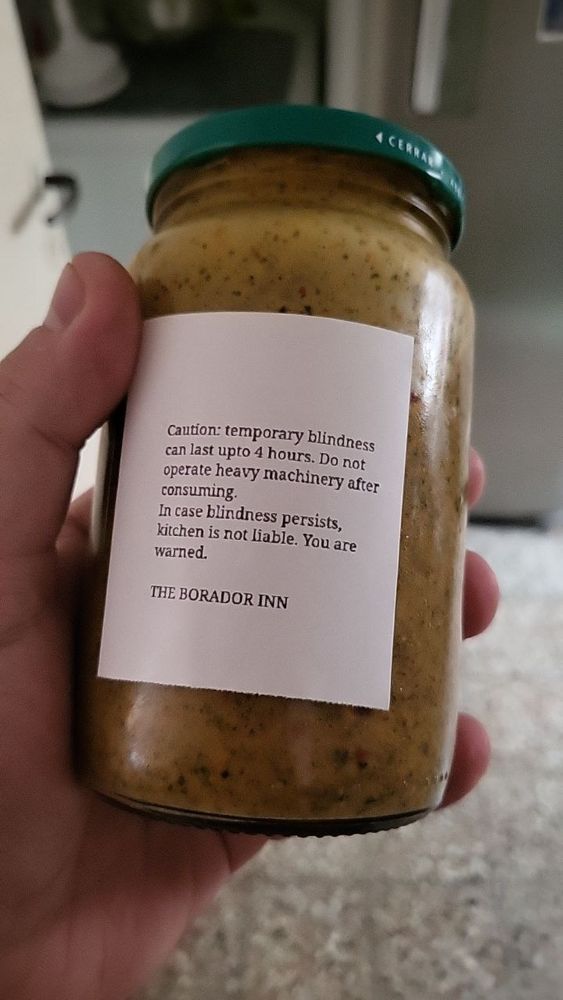 ◄ CERRAR
Caution: temporary blindness
can last upto 4 hours. Do not
operate heavy machinery after
consuming.
In case blindness persists,
kitchen is not liable. You are
warned.
THE BORADOR INN